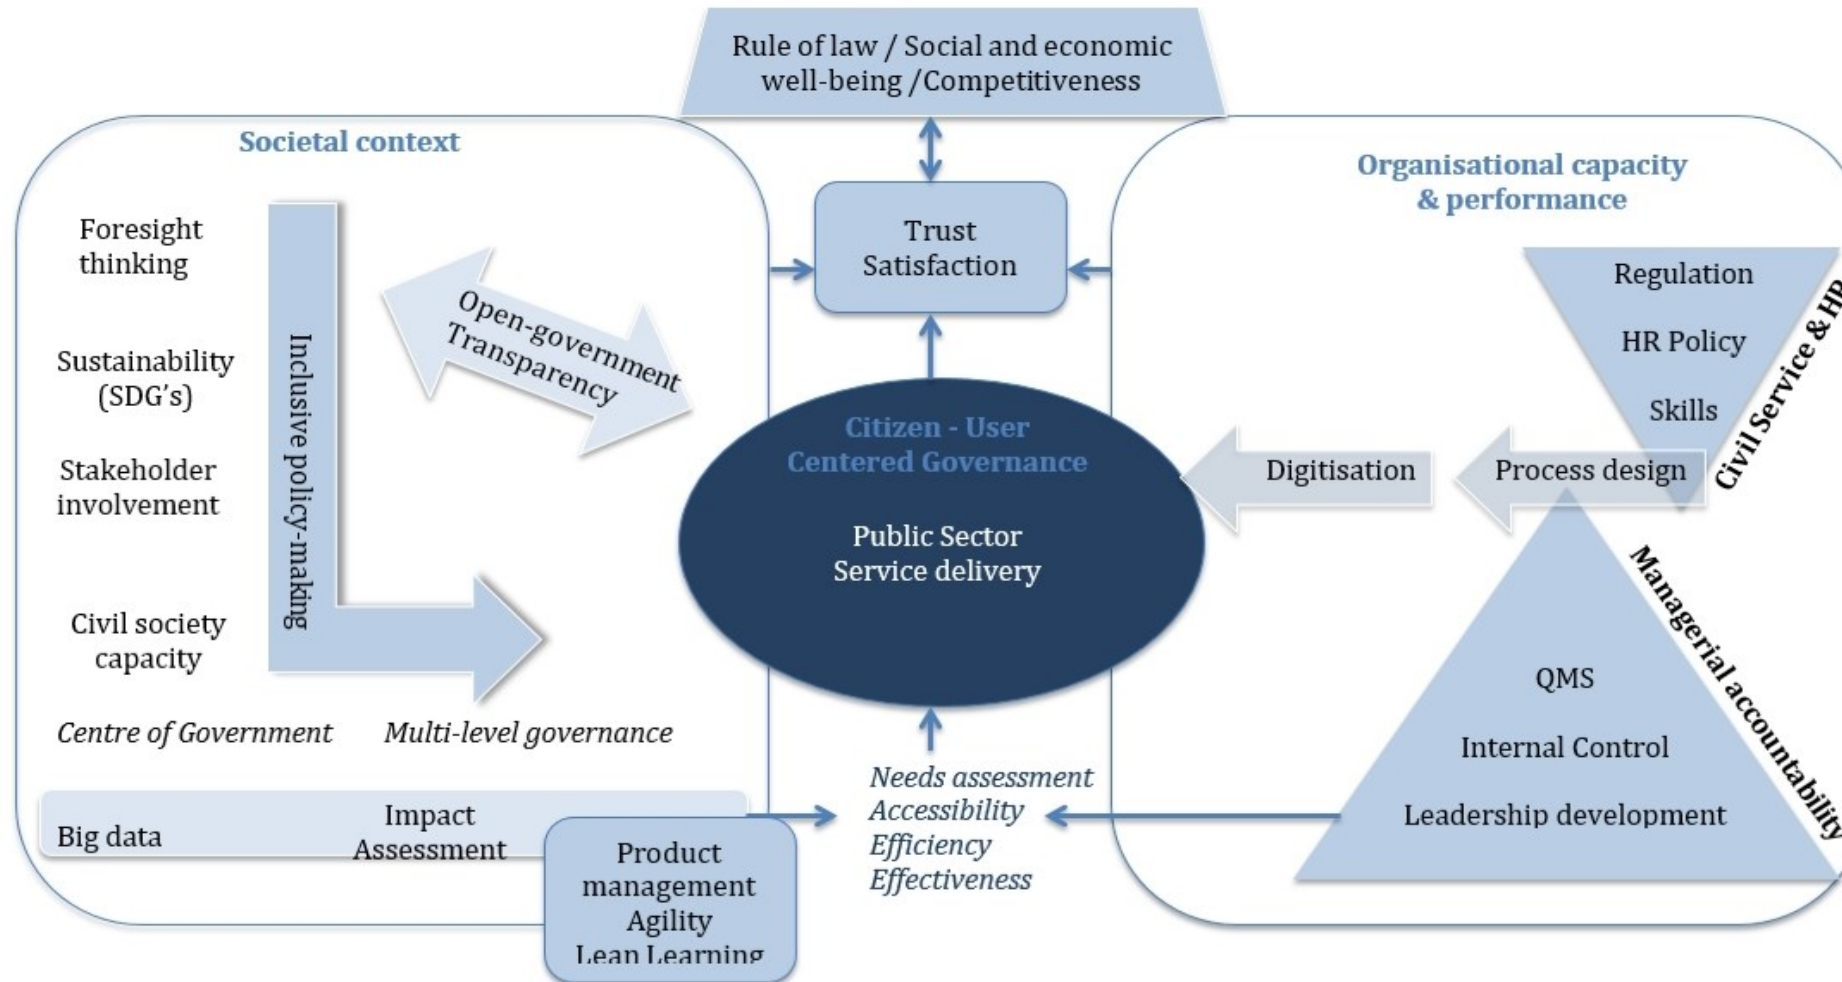 Rule of law / Social and economic
well-being /Competitiveness
Societal context
Foresight
thinking
Sustainability
(SDG's)
Stakeholder
involvement
Civil society
capacity
Inclusive policy-making
Open-government
Transparency
Centre of Government
Multi-level governance
Big data
Impact
Assessment
Product
management
Agility
Lean Learning
Trust
Satisfaction
Citizen - User
Centered Governance
Public Sector
Service delivery
Needs assessment
Accessibility
Efficiency
Effectiveness
Organisational capacity
& performance
Regulation
HR Policy
Skills
Civil Service & HR
Digitisation
Process design
Managerial accountability
QMS
Internal Control
Leadership development